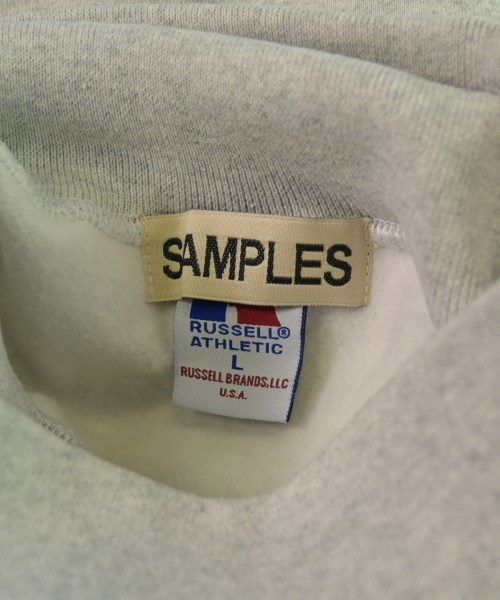 SAMPLES
RUSSELL®
ATHLETIC
L
RUSSELL BRANDS,LLC
U.S.A.